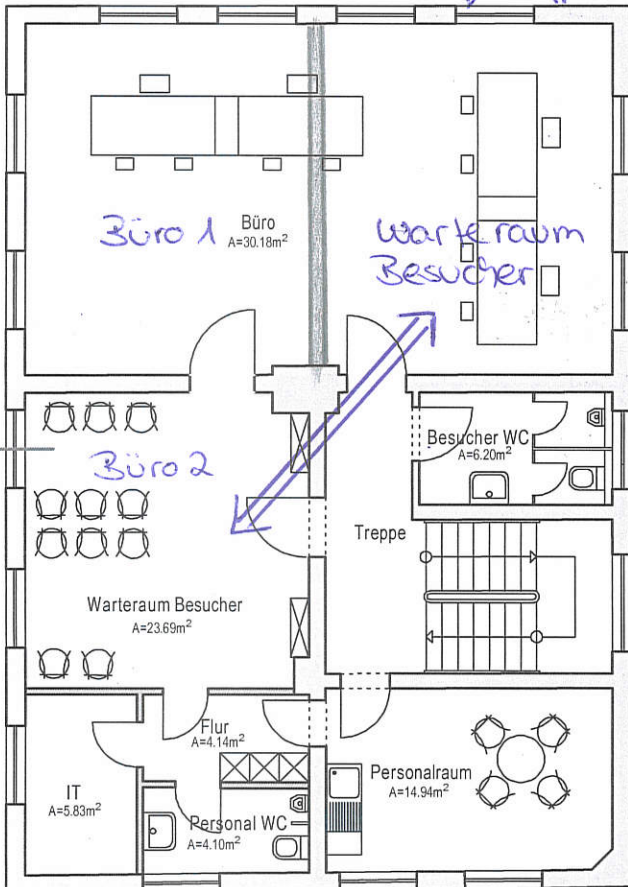 Büro 1
Büro
A=30.18m²
Warteraum
Besucher
Büro 2
Besucher WC
A=6.20m²
Treppe
Warteraum Besucher
A=23.69m²
Flur
A=4.14m²
IT
A=5.83m²
Personal WC
A=4.10m²
Personalraum
A=14.94m²